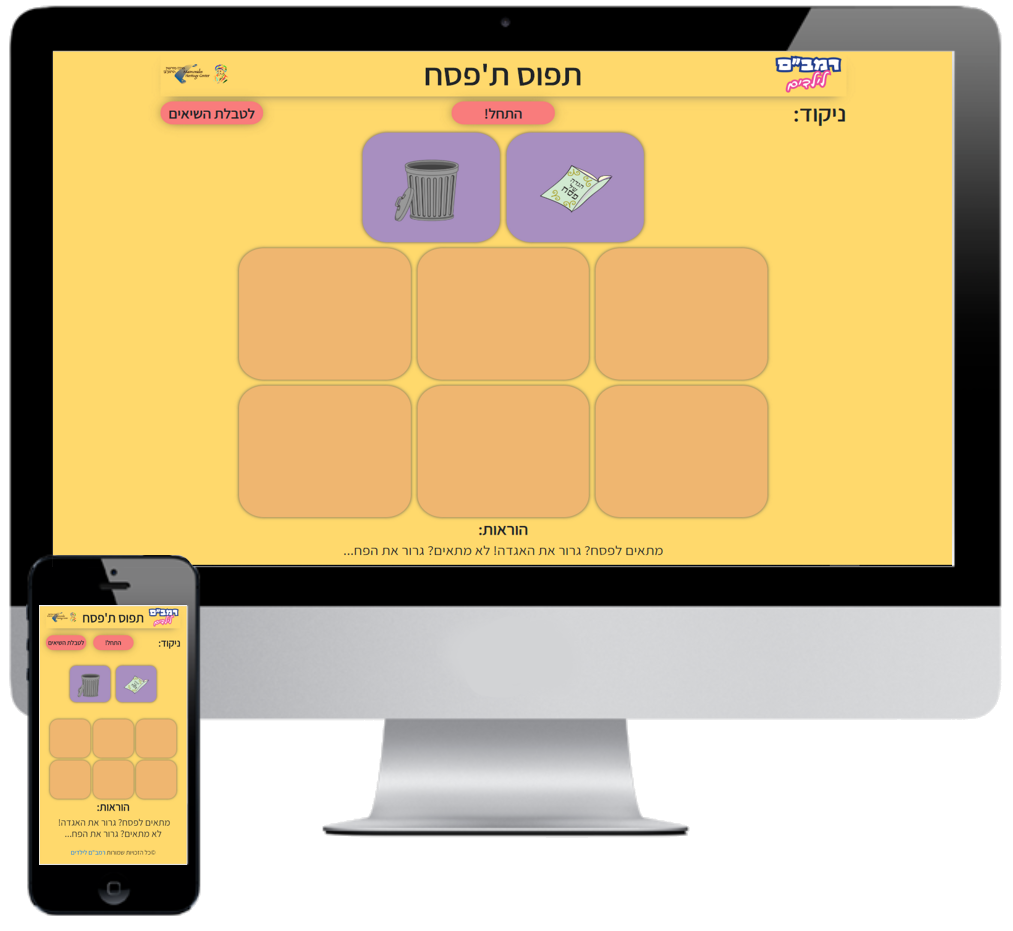 רמב"ם
לילדים
תפוס ת'פסח
ניקוד:
התחל!
לטבלת השיאים
הגדה
של
פסח
הוראות:
מתאים לפסח? גרור את האגדה! לא מתאים? גרור את הפח...
רמב"ם
לילדים
תפוס ת'פסח
ניקוד:
התחל!
לטבלת השיאים
הוראות:
מתאים לפסח? גרור את האגדה!
לא מתאים? גרור את הפח...
©כל הזכויות שמורות רמב"ם לילדים